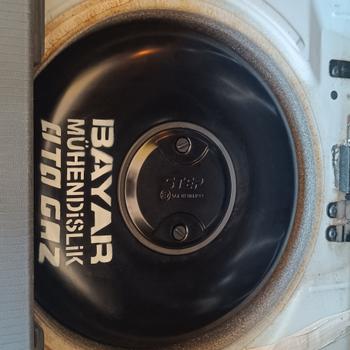 BAYAR
MÜHENDİSLİK
OTO GAZ
STEP